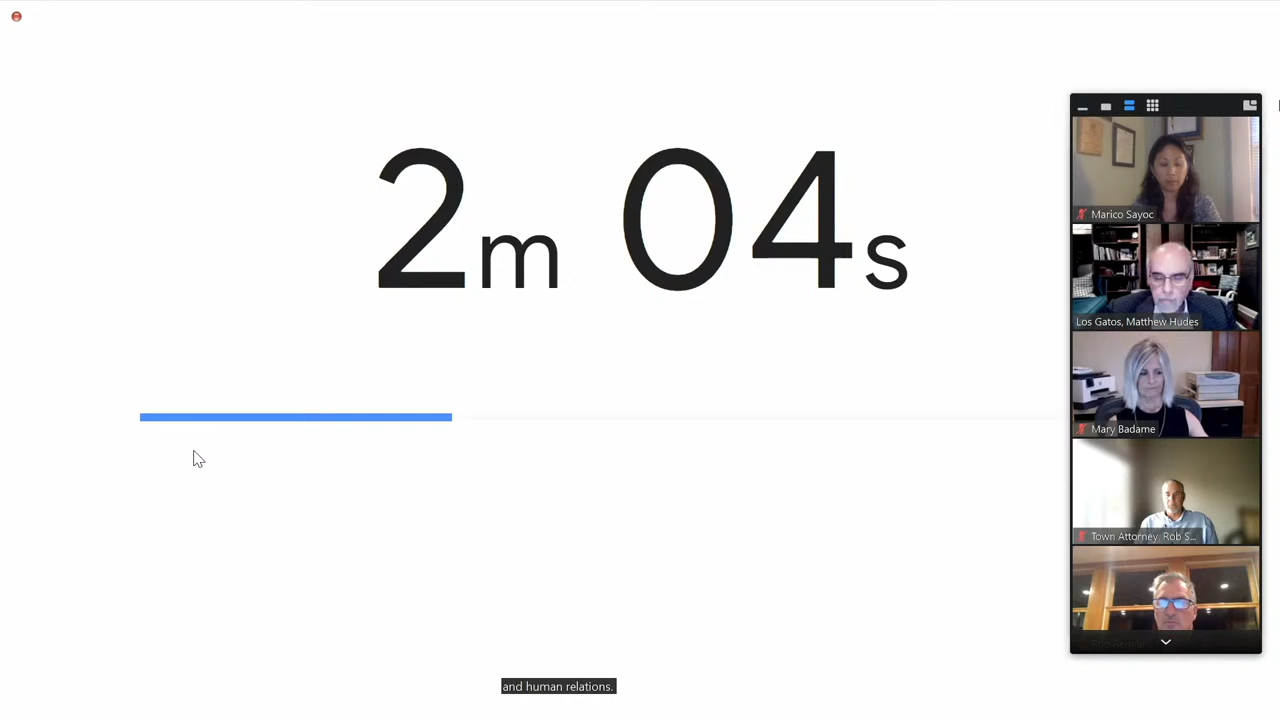 2m 04s
Marico Sayoc
Los Gatos, Matthew Hudes
Mary Badame
Town Attorney, Rob S...
and human relations.